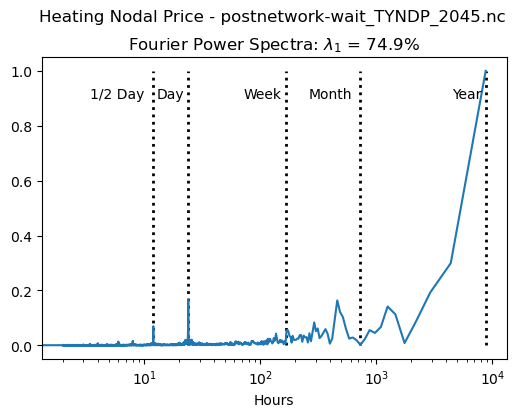 Heating Nodal Price - postnetwork-wait_TYNDP_2045.nc
Fourier Power Spectra: λ₁ = 74.9%
1.0
1/2 Day Day Week Month Year
0.8
0.6
0.4
0.2
0.0
10¹ 10² 10³ 10⁴
Hours